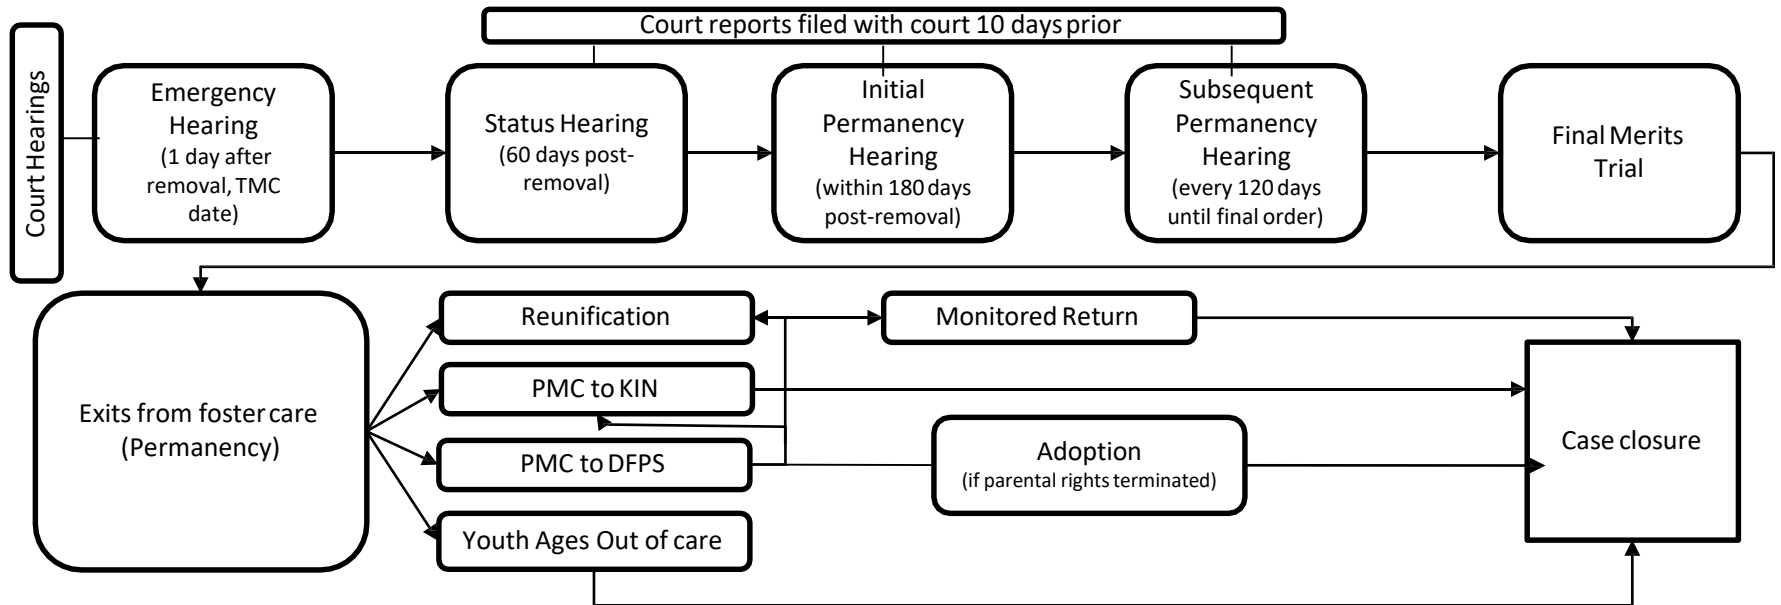 Court reports filed with court 10 days prior
Court Hearings
Emergency
Hearing
(1 day after
removal, TMC
date)
Status Hearing
(60 days post-
removal)
Initial
Permanency
Hearing
(within 180 days
post-removal)
Subsequent
Permanency
Hearing
(every 120 days
until final order)
Final Merits
Trial
Exits from foster care
(Permanency)
Reunification
Monitored Return
PMC to KIN
PMC to DFPS
Adoption
(if parental rights terminated)
Youth Ages Out of care
Case closure